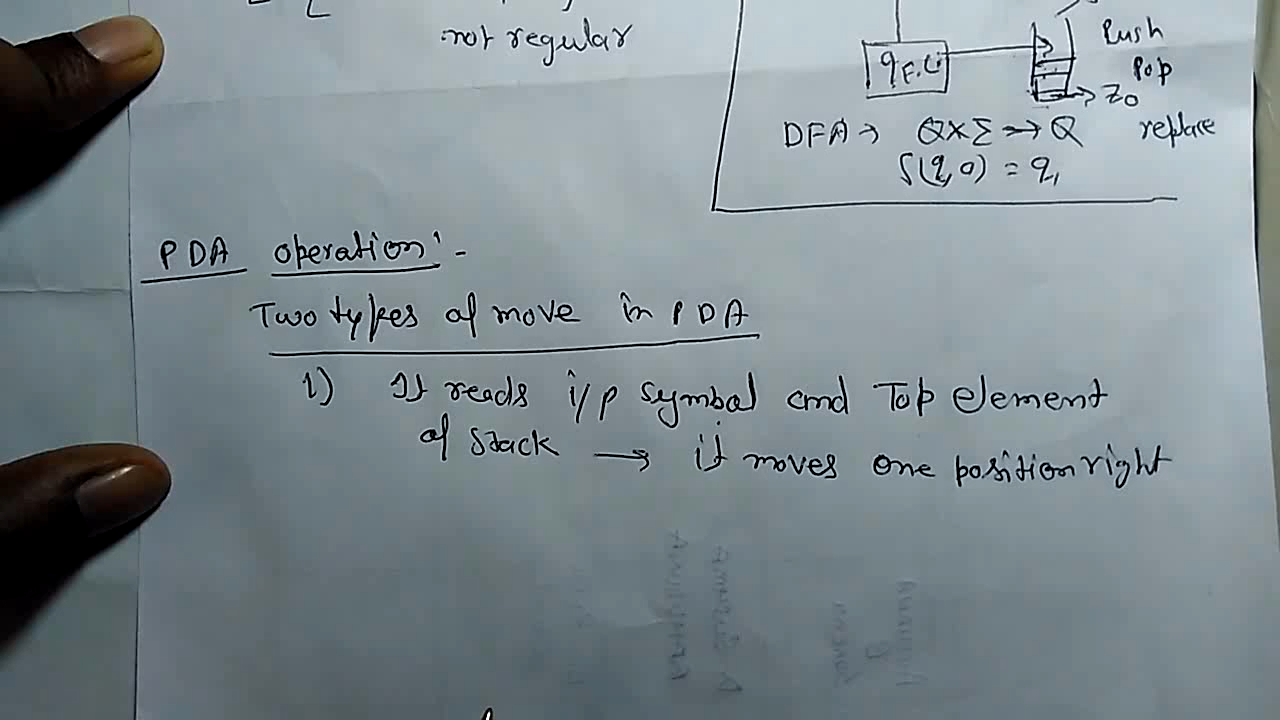 not regular
q F.C
Push
Pop
Z0
DFA → Q×Σ → Q replace
δ(q,0) = q1
PDA operation:-
Two types of move in PDA
1) It reads i/p symbol and Top element
of stack → it moves one position right